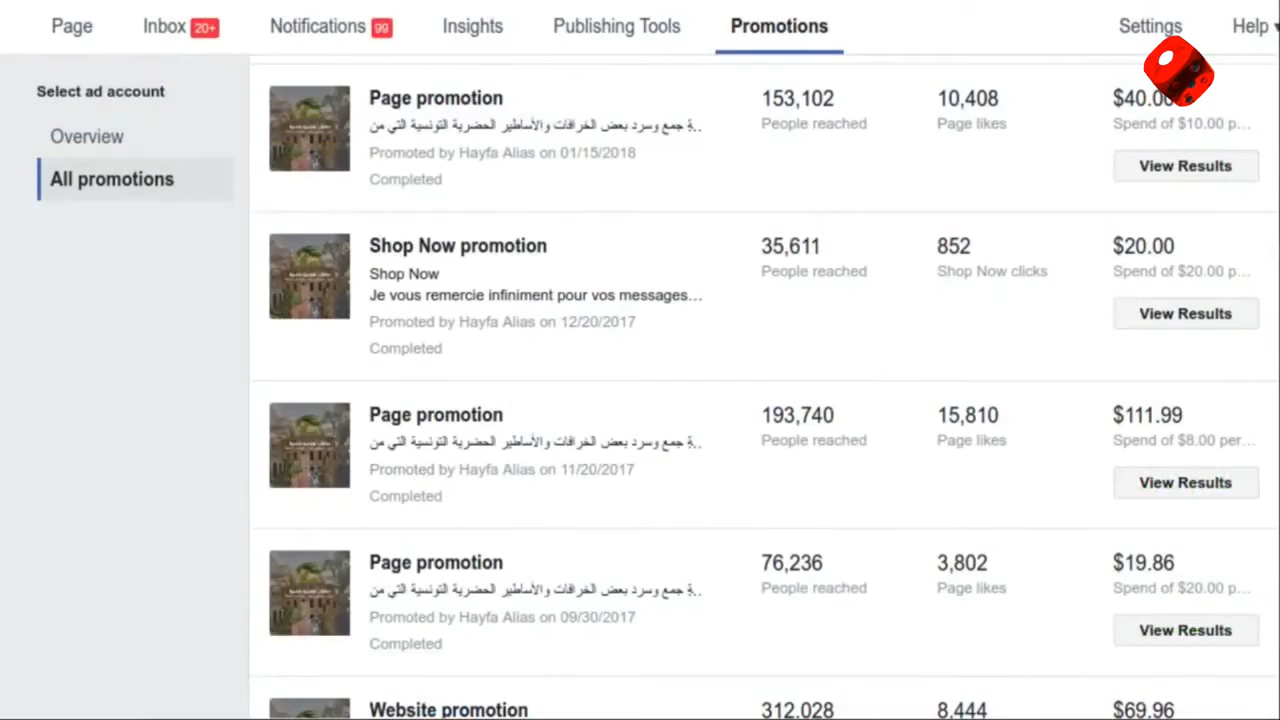 Page Inbox 20+ Notifications 99 Insights Publishing Tools Promotions Settings Help
Select ad account
Overview
All promotions
Page promotion 153,102 10,408
ة جمع وسرد بعض الخرافات والأساطير الحضرية التونسية التي من.. People reached Page likes Spend of $10.00 p...
Promoted by Hayfa Alias on 01/15/2018 View Results
Completed
Shop Now promotion 35,611 852 $20.00
Shop Now People reached Shop Now clicks Spend of $20.00 p...
Je vous remercie infiniment pour vos messages... View Results
Promoted by Hayfa Alias on 12/20/2017
Completed
Page promotion 193,740 15,810 $111.99
ة جمع وسرد بعض الخرافات والأساطير الحضرية التونسية التي من.. People reached Page likes Spend of $8.00 per...
Promoted by Hayfa Alias on 11/20/2017 View Results
Completed
Page promotion 76,236 3,802 $19.86
ة جمع وسرد بعض الخرافات والأساطير الحضرية التونسية التي من.. People reached Page likes Spend of $20.00 p...
Promoted by Hayfa Alias on 09/30/2017 View Results
Completed
Website promotion 312,028 8,444 $69.96